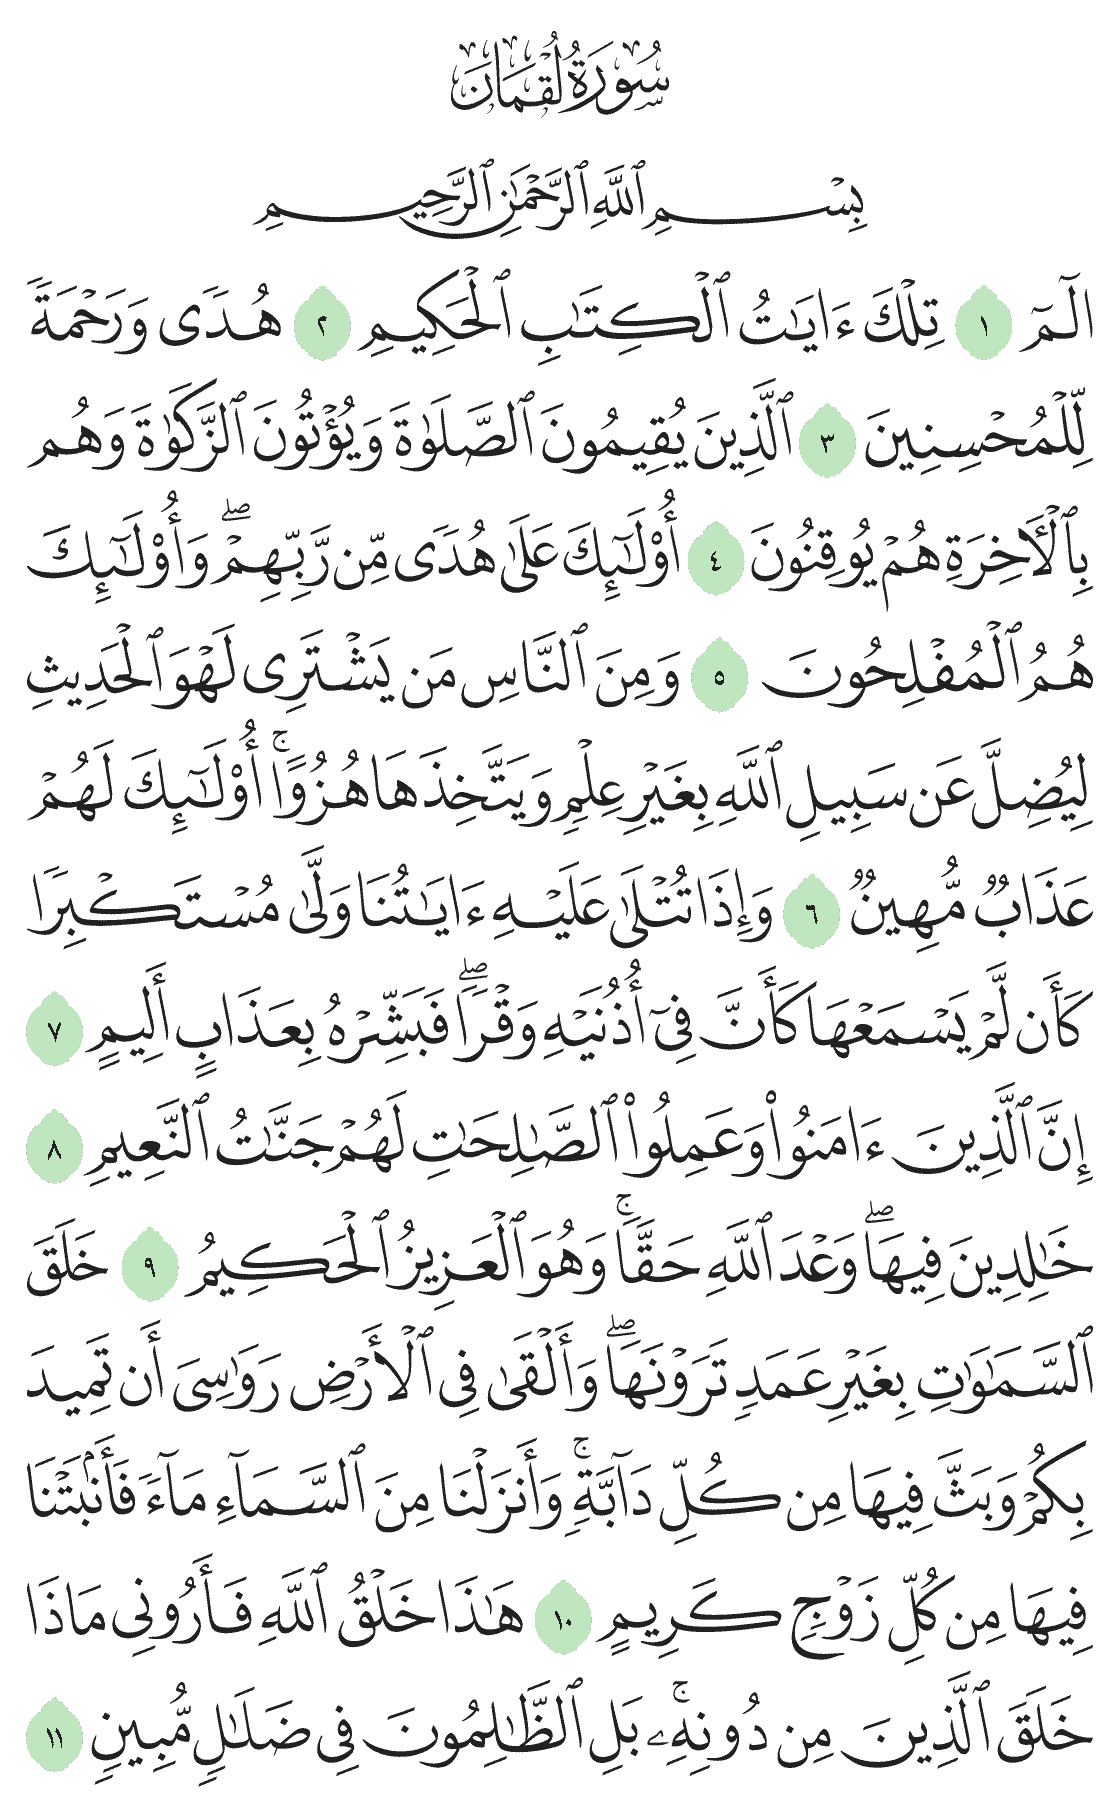 سُورَةُ لُقْمَانَ
بِسْمِ ٱللَّهِ ٱلرَّحْمَٰنِ ٱلرَّحِيمِ
الٓمٓ ١ تِلْكَ ءَايَٰتُ ٱلْكِتَٰبِ ٱلْحَكِيمِ ٢ هُدًى وَرَحْمَةً
لِّلْمُحْسِنِينَ ٣ ٱلَّذِينَ يُقِيمُونَ ٱلصَّلَوٰةَ وَيُؤْتُونَ ٱلزَّكَوٰةَ وَهُم
بِٱلْأَخِرَةِ هُمْ يُوقِنُونَ ٤ أُوْلَٰٓئِكَ عَلَىٰ هُدًى مِّن رَّبِّهِمْۖ وَأُوْلَٰٓئِكَ
هُمُ ٱلْمُفْلِحُونَ ٥ وَمِنَ ٱلنَّاسِ مَن يَشْتَرِى لَهْوَ ٱلْحَدِيثِ
لِيُضِلَّ عَن سَبِيلِ ٱللَّهِ بِغَيْرِ عِلْمٍ وَيَتَّخِذَهَا هُزُوًاۚ أُوْلَٰٓئِكَ لَهُمْ
عَذَابٌ مُّهِينٌ ٦ وَإِذَا تُتْلَىٰ عَلَيْهِ ءَايَٰتُنَا وَلَّىٰ مُسْتَكْبِرًا
كَأَن لَّمْ يَسْمَعْهَا كَأَنَّ فِىٓ أُذُنَيْهِ وَقْرًاۖ فَبَشِّرْهُ بِعَذَابٍ أَلِيمٍ ٧
إِنَّ ٱلَّذِينَ ءَامَنُوا۟ وَعَمِلُوا۟ ٱلصَّٰلِحَٰتِ لَهُمْ جَنَّٰتُ ٱلنَّعِيمِ ٨
خَٰلِدِينَ فِيهَاۖ وَعْدَ ٱللَّهِ حَقًّاۚ وَهُوَ ٱلْعَزِيزُ ٱلْحَكِيمُ ٩ خَلَقَ
ٱلسَّمَٰوَٰتِ بِغَيْرِ عَمَدٍ تَرَوْنَهَاۖ وَأَلْقَىٰ فِى ٱلْأَرْضِ رَوَٰسِىَ أَن تَمِيدَ
بِكُمْ وَبَثَّ فِيهَا مِن كُلِّ دَآبَّةٍۚ وَأَنزَلْنَا مِنَ ٱلسَّمَآءِ مَآءً فَأَنۢبَتْنَا
فِيهَا مِن كُلِّ زَوْجٍ كَرِيمٍ ١٠ هَٰذَا خَلْقُ ٱللَّهِ فَأَرُونِى مَاذَا
خَلَقَ ٱلَّذِينَ مِن دُونِهِۦۚ بَلِ ٱلظَّٰلِمُونَ فِى ضَلَٰلٍ مُّبِينٍ ١١